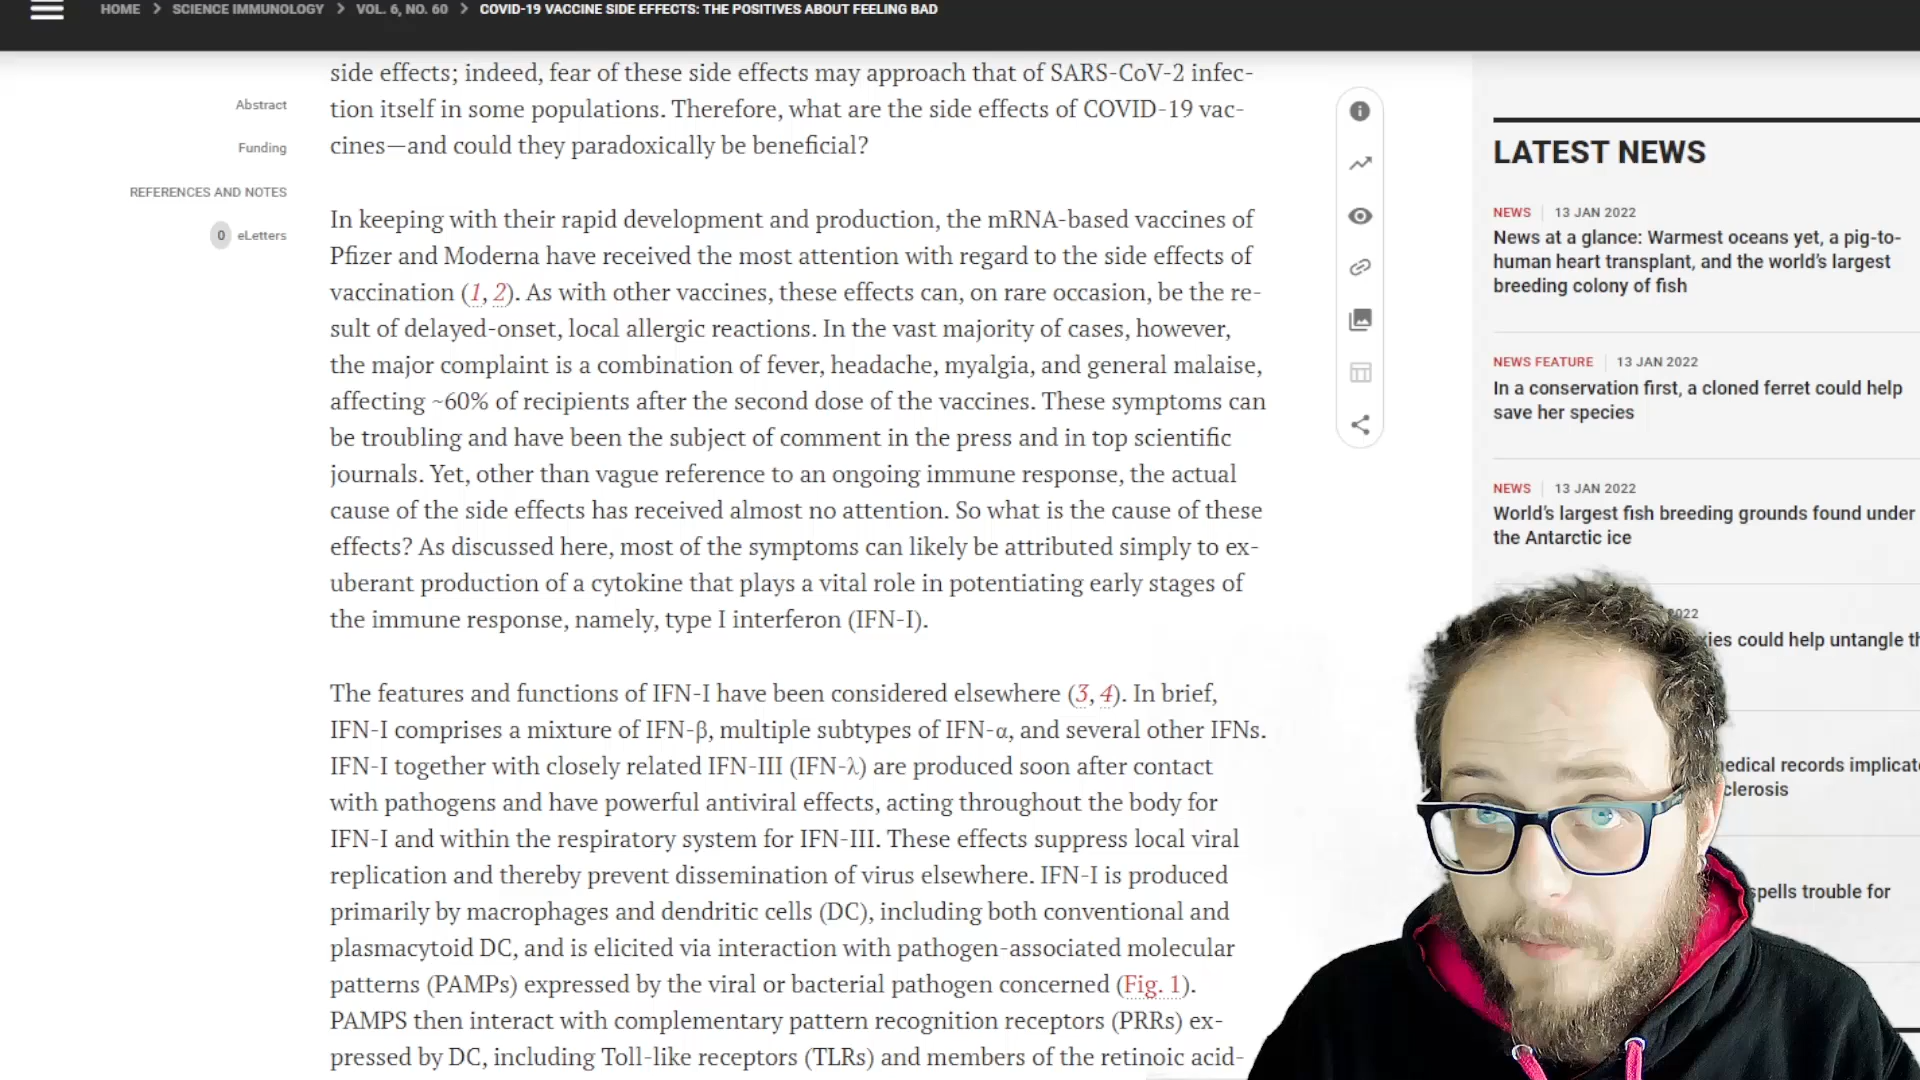 HOME > SCIENCE IMMUNOLOGY > VOL. 6, NO. 60 > COVID-19 VACCINE SIDE EFFECTS: THE POSITIVES ABOUT FEELING BAD
Abstract
Funding
REFERENCES AND NOTES
0 eLetters
side effects; indeed, fear of these side effects may approach that of SARS-CoV-2 infec-
tion itself in some populations. Therefore, what are the side effects of COVID-19 vac-
cines—and could they paradoxically be beneficial?
In keeping with their rapid development and production, the mRNA-based vaccines of
Pfizer and Moderna have received the most attention with regard to the side effects of
vaccination (1, 2). As with other vaccines, these effects can, on rare occasion, be the re-
sult of delayed-onset, local allergic reactions. In the vast majority of cases, however,
the major complaint is a combination of fever, headache, myalgia, and general malaise,
affecting ~60% of recipients after the second dose of the vaccines. These symptoms can
be troubling and have been the subject of comment in the press and in top scientific
journals. Yet, other than vague reference to an ongoing immune response, the actual
cause of the side effects has received almost no attention. So what is the cause of these
effects? As discussed here, most of the symptoms can likely be attributed simply to ex-
uberant production of a cytokine that plays a vital role in potentiating early stages of
the immune response, namely, type I interferon (IFN-I).
The features and functions of IFN-I have been considered elsewhere (3, 4). In brief,
IFN-I comprises a mixture of IFN-β, multiple subtypes of IFN-α, and several other IFNs.
IFN-I together with closely related IFN-III (IFN-λ) are produced soon after contact
with pathogens and have powerful antiviral effects, acting throughout the body for
IFN-I and within the respiratory system for IFN-III. These effects suppress local viral
replication and thereby prevent dissemination of virus elsewhere. IFN-I is produced
primarily by macrophages and dendritic cells (DC), including both conventional and
plasmacytoid DC, and is elicited via interaction with pathogen-associated molecular
patterns (PAMPs) expressed by the viral or bacterial pathogen concerned (Fig. 1).
PAMPS then interact with complementary pattern recognition receptors (PRRs) ex-
pressed by DC, including Toll-like receptors (TLRs) and members of the retinoic acid-
LATEST NEWS
NEWS | 13 JAN 2022
News at a glance: Warmest oceans yet, a pig-to-
human heart transplant, and the world's largest
breeding colony of fish
NEWS FEATURE | 13 JAN 2022
In a conservation first, a cloned ferret could help
save her species
NEWS | 13 JAN 2022
World's largest fish breeding grounds found under
the Antarctic ice
2022
could help untangle
medical records
spells trouble for